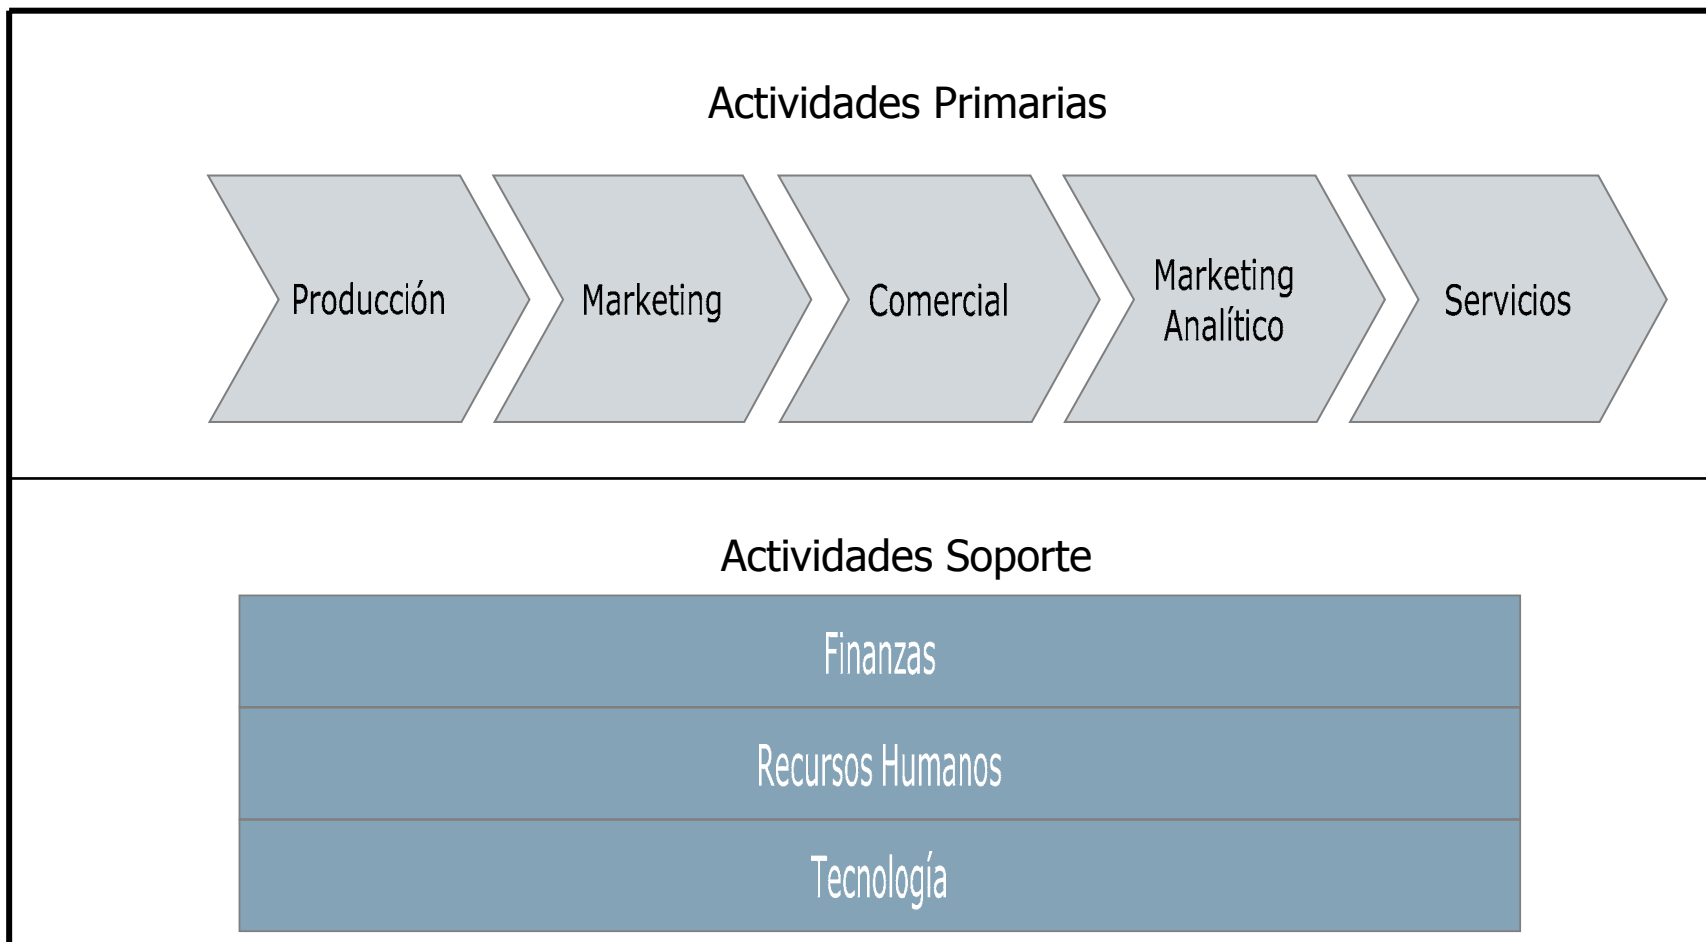 Actividades Primarias
Producción
Marketing
Comercial
Marketing
Analítico
Servicios
Actividades Soporte
Finanzas
Recursos Humanos
Tecnología